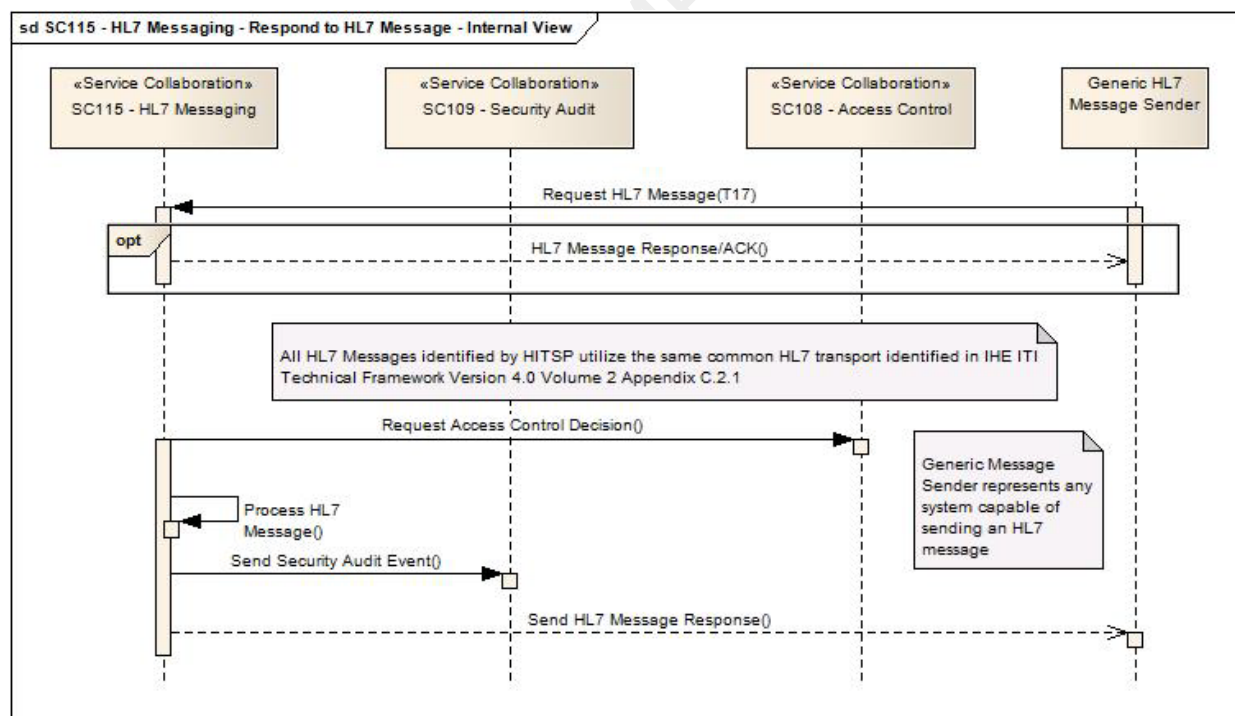 sd SC115 - HL7 Messaging - Respond to HL7 Message - Internal View
«Service Collaboration»
SC115 - HL7 Messaging
«Service Collaboration»
SC109 - Security Audit
«Service Collaboration»
SC108 - Access Control
Generic HL7
Message Sender
Request HL7 Message(T17)
opt
HL7 Message Response/ACK()
All HL7 Messages identified by HITSP utilize the same common HL7 transport identified in IHE ITI
Technical Framework Version 4.0 Volume 2 Appendix C.2.1
Request Access Control Decision()
Generic Message
Sender represents any
system capable of
sending an HL7
message
Process HL7
Message()
Send Security Audit Event()
Send HL7 Message Response()